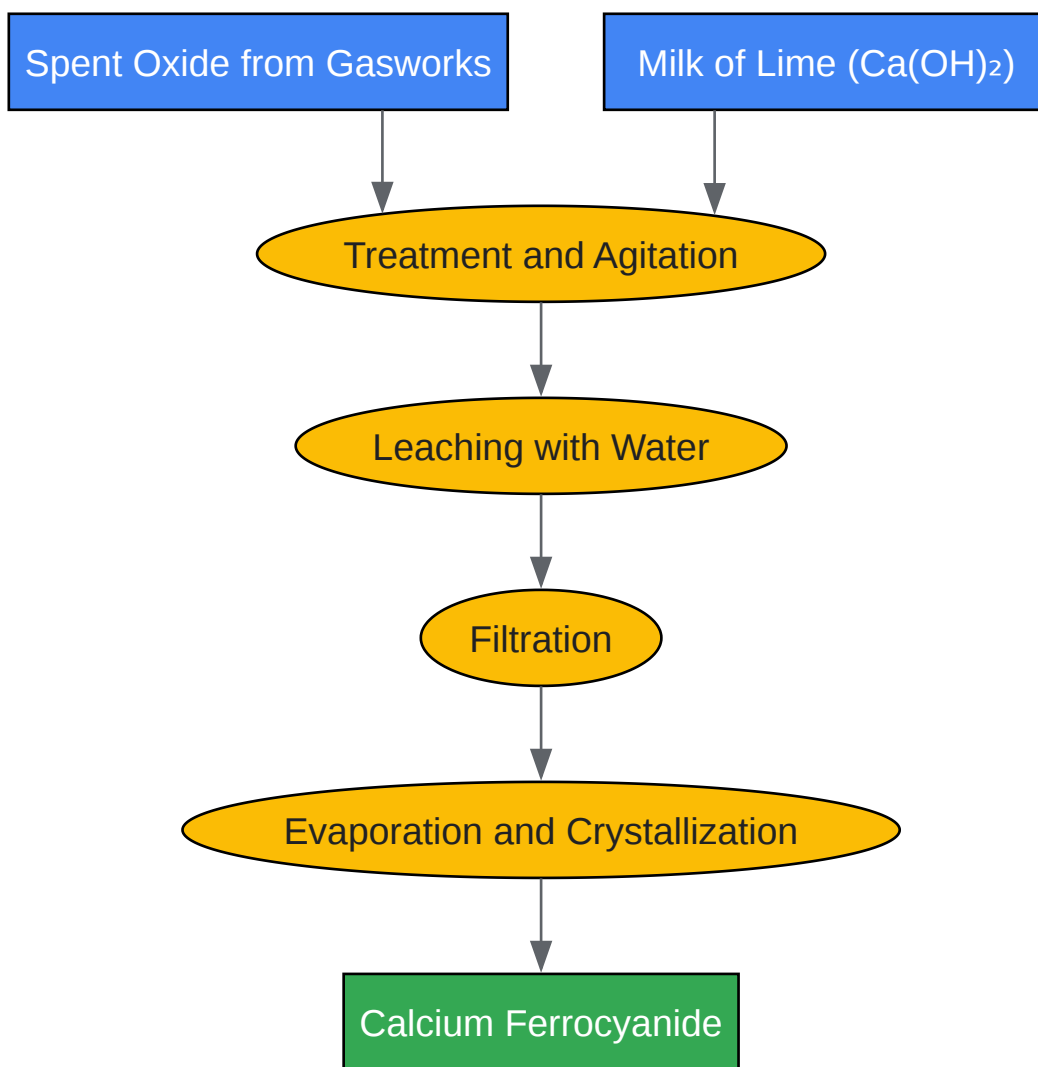 Spent Oxide from Gasworks
Milk of Lime (Ca(OH)₂)
Treatment and Agitation
Leaching with Water
Filtration
Evaporation and Crystallization
Calcium Ferrocyanide